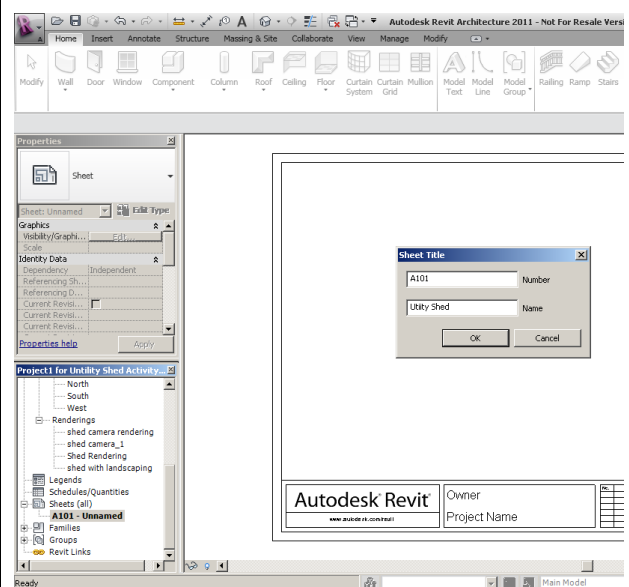 Autodesk Revit Architecture 2011 - Not For Resale Versi
Home Insert Annotate Structure Massing & Site Collaborate View Manage Modify
Modify Wall Door Window Component Column Roof Ceiling Floor Curtain System Curtain Grid Mullion Model Text Model Line Model Group Railing Ramp Stairs
Properties
Sheet
Sheet: Unnamed Edit Type
Graphics
Visibility/Graphi... Edit...
Scale
Identity Data
Dependency Independent
Referencing Sh...
Referencing D...
Current Revisi...
Current Revisi...
Current Revisi...
Properties help Apply
Project1 for Untility Shed Activity...
North
South
West
Renderings
shed camera rendering
shed camera_1
Shed Rendering
shed with landscaping
Legends
Schedules/Quantities
Sheets (all)
A101 - Unnamed
Families
Groups
Revit Links
Sheet Title
A101 Number
Utiity Shed Name
OK Cancel
Autodesk Revit
Owner
Project Name
No.
Ready
Main Model